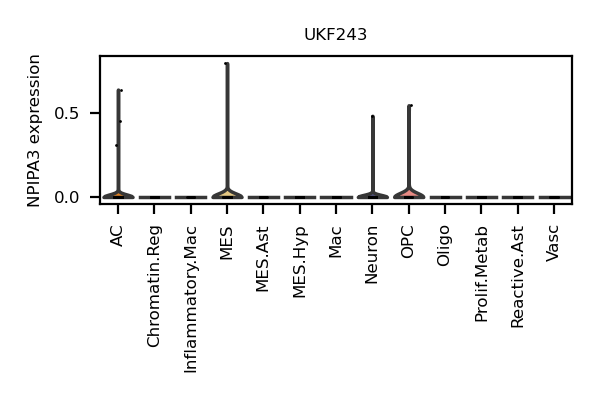 UKF243
NPIPA3 expression
0.5
0.0
AC
Chromatin.Reg
Inflammatory.Mac
MES
MES.Ast
MES.Hyp
Mac
Neuron
OPC
Oligo
Prolif.Metab
Reactive.Ast
Vasc